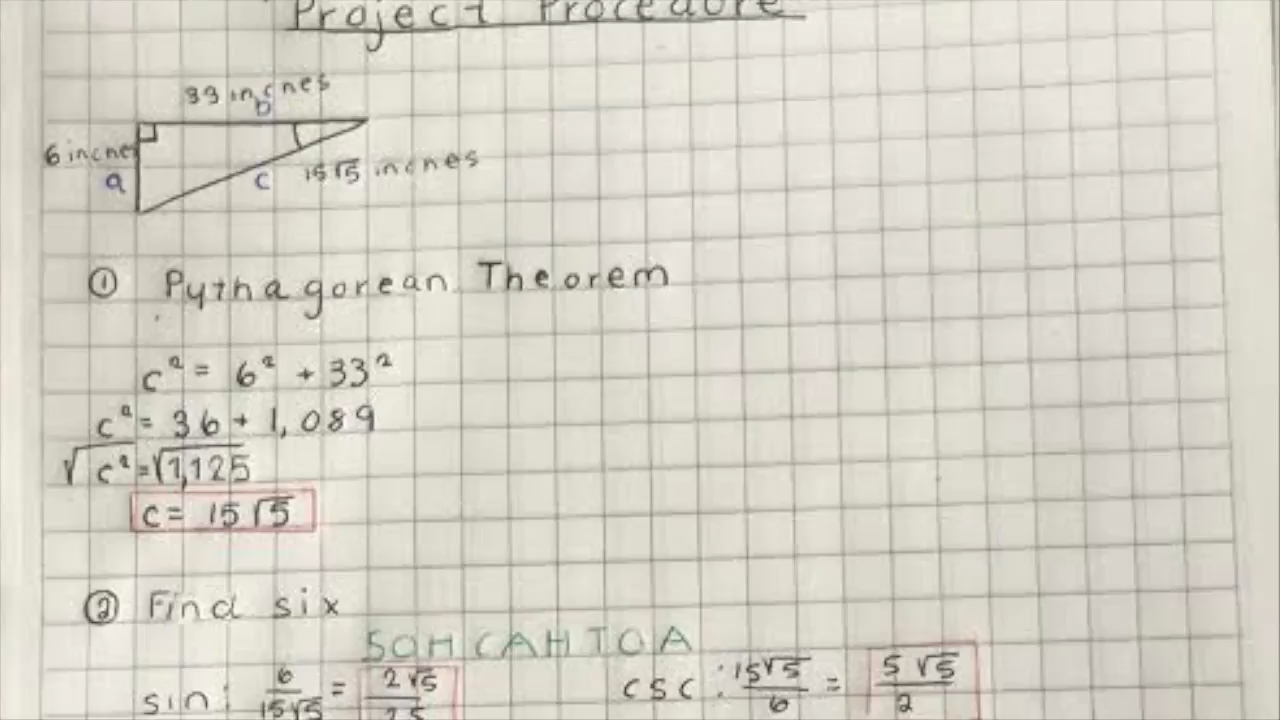 Project Procedure
33 inches
b
6 inches
a
c 15√5 inches
① Pythagorean Theorem
c² = 6² + 33²
c² = 36 + 1,089
√c² = √1,125
c = 15√5
② Find six
SOH CAH TOA
sin: 6/15√5 = 2√5/25
csc: 15√5/6 = 5√5/2